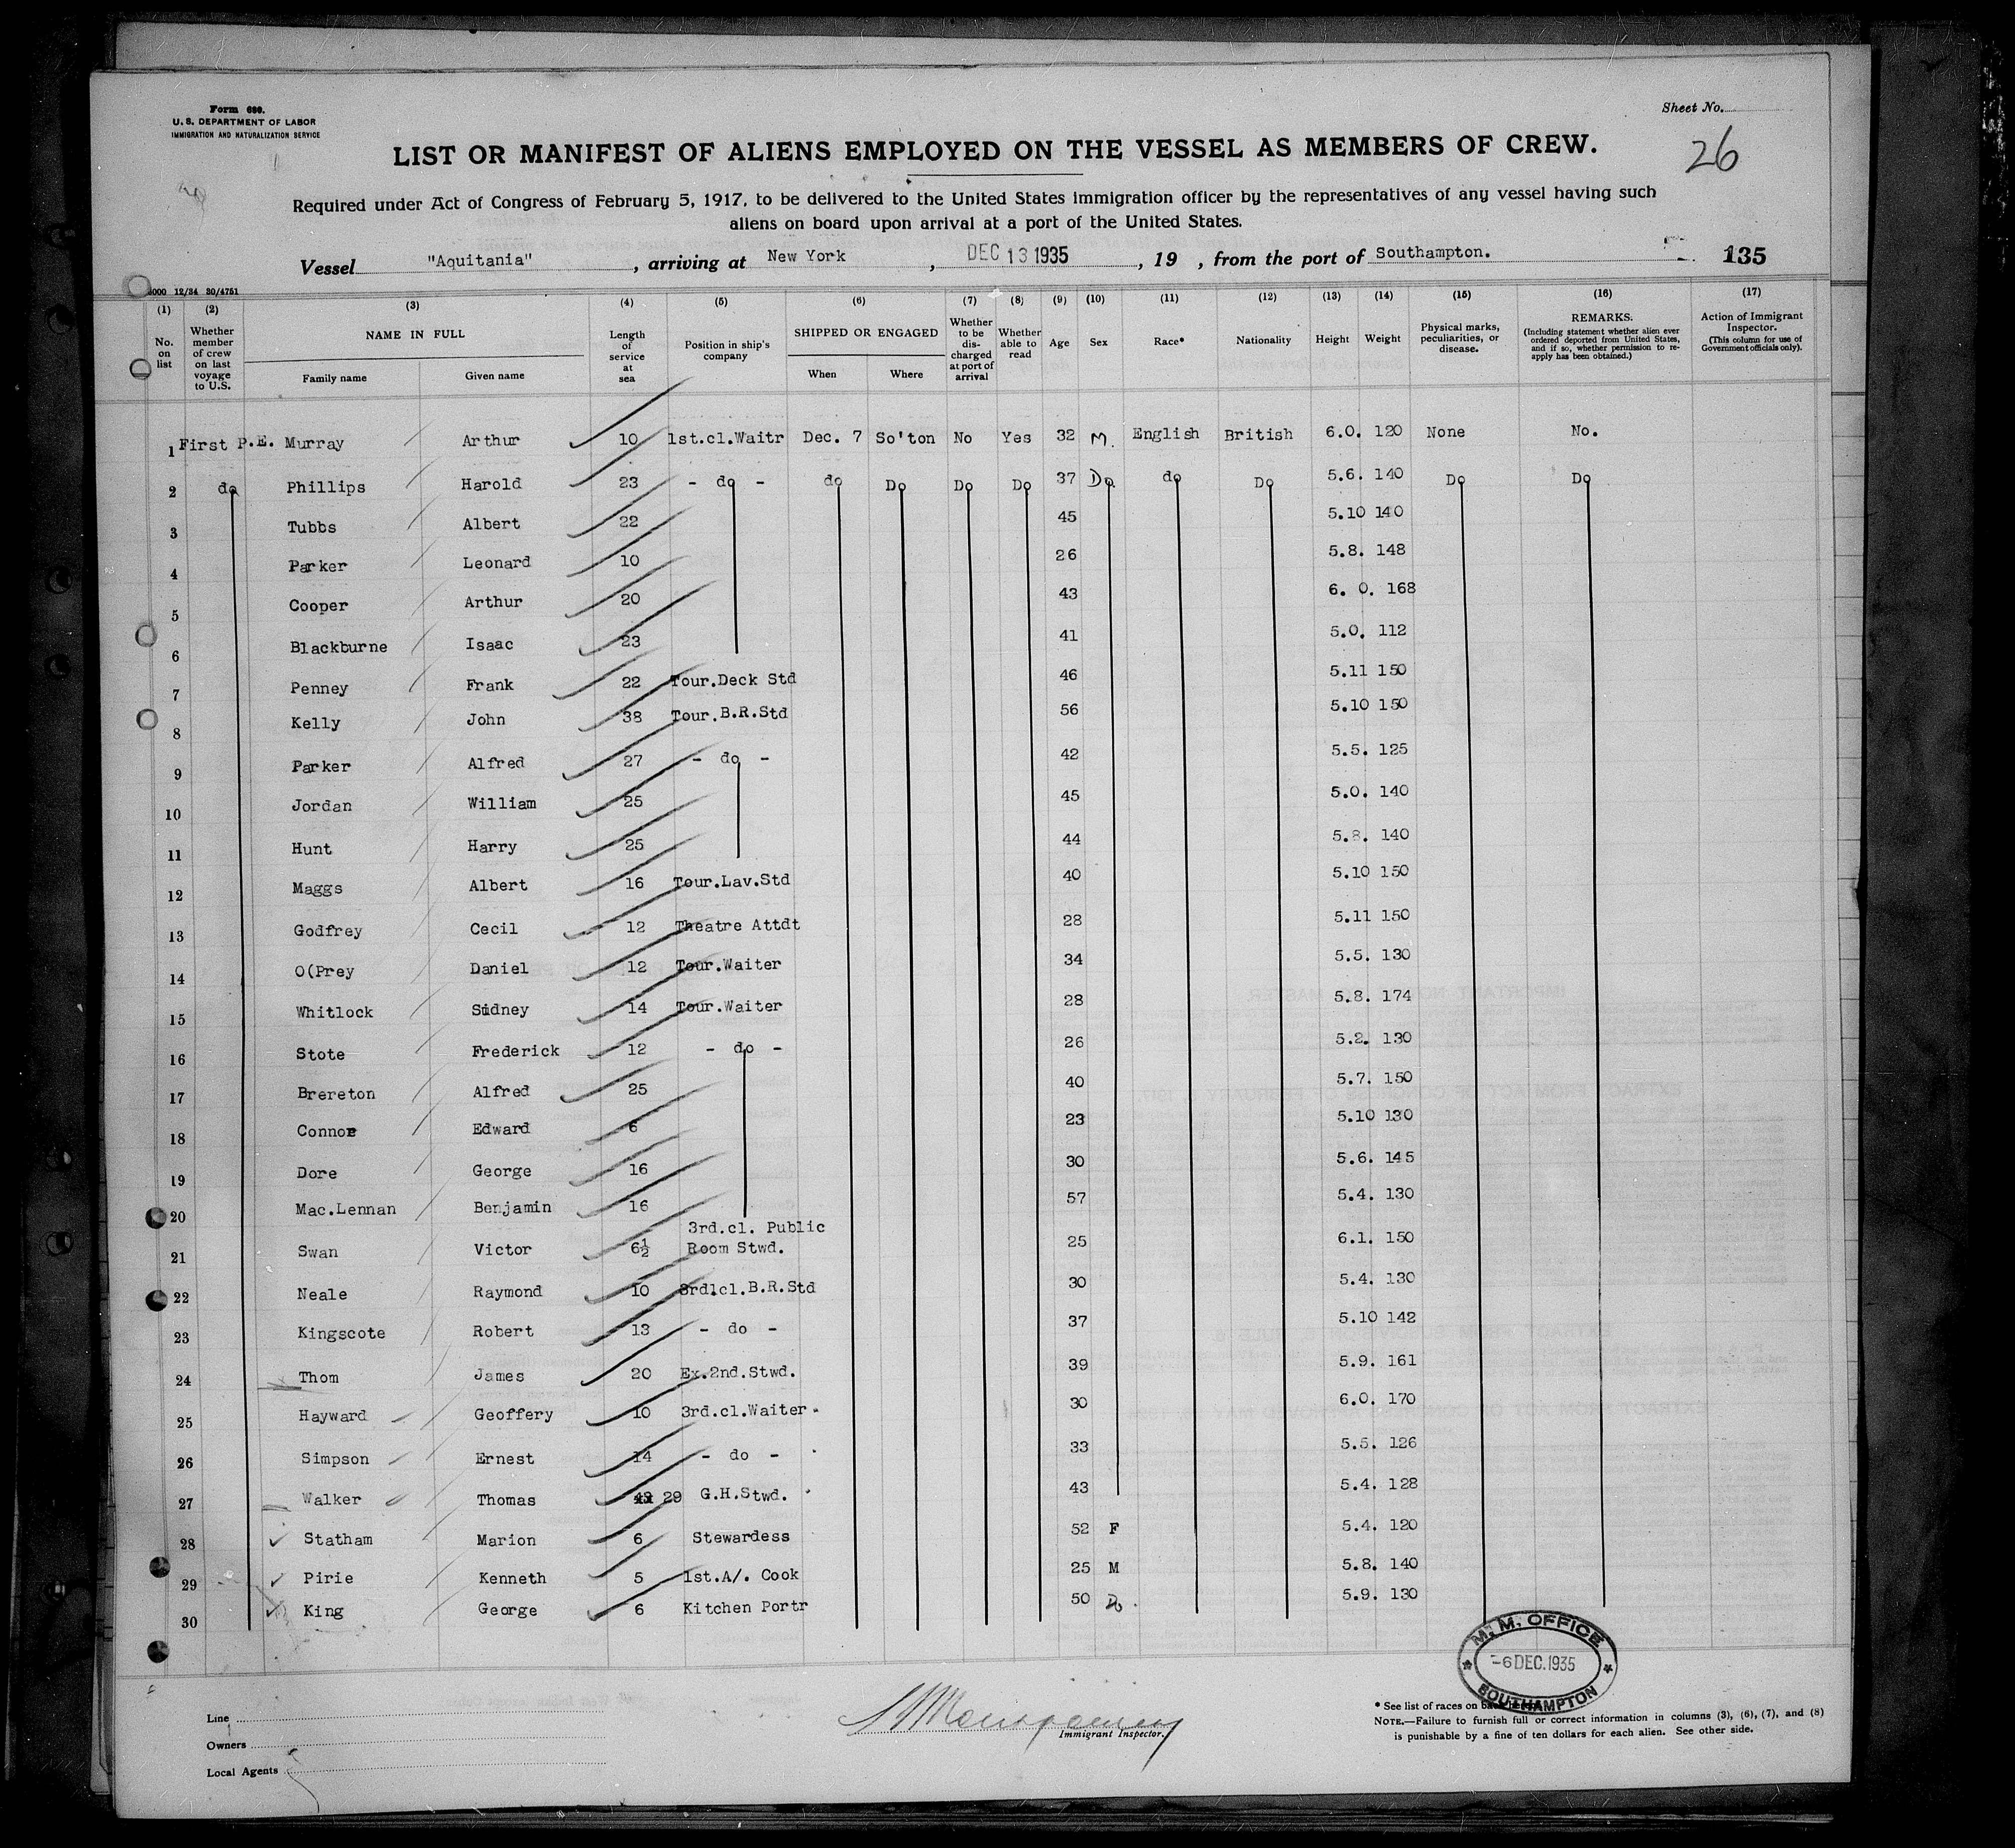 Form 680.
U. S. DEPARTMENT OF LABOR
IMMIGRATION AND NATURALIZATION SERVICE
Sheet No.
26
LIST OR MANIFEST OF ALIENS EMPLOYED ON THE VESSEL AS MEMBERS OF CREW.
Required under Act of Congress of February 5, 1917, to be delivered to the United States immigration officer by the representatives of any vessel having such
aliens on board upon arrival at a port of the United States.
Vessel "Aquitania", arriving at New York, DEC 13 1935, 19 , from the port of Southampton. 135
5000 12/34 30/4751
(1) (2) (3) (4) (5) (6) (7) (8) (9) (10) (11) (12) (13) (14) (15) (16) (17)
No. on list
Whether member of crew on last voyage to U.S.
NAME IN FULL
Family name Given name
Length of service at sea
Position in ship's company
SHIPPED OR ENGAGED
When Where
Whether to be discharged at port of arrival
Whether able to read
Age
Sex
Race*
Nationality
Height
Weight
Physical marks, peculiarities, or disease.
REMARKS.
(Including statement whether alien ever ordered deported from United States, and if so, whether permission to re-apply has been obtained.)
Action of Immigrant Inspector.
(This column for use of Government officials only).
1 First P.E. Murray Arthur 10 1st.cl.Waitr Dec. 7 So'ton No Yes 32 M. English British 6.0. 120 None No.
2 do Phillips Harold 23 - do - do Do Do Do 37 Do do Do 5.6. 140 Do Do
3 Tubbs Albert 22 45 5.10 140
4 Parker Leonard 10 26 5.8. 148
5 Cooper Arthur 20 43 6. 0. 168
6 Blackburne Isaac 23 41 5.0. 112
7 Penney Frank 22 Tour.Deck Std 46 5.11 150
8 Kelly John 38 Tour.B.R.Std 56 5.10 150
9 Parker Alfred 27 - do - 42 5.5. 125
10 Jordan William 25 45 5.0. 140
11 Hunt Harry 25 44 5.8. 140
12 Maggs Albert 16 Tour.Lav.Std 40 5.10 150
13 Godfrey Cecil 12 Theatre Attdt 28 5.11 150
14 O(Prey Daniel 12 Tour.Waiter 34 5.5. 130
15 Whitlock Sidney 14 Tour.Waiter 28 5.8. 174
16 Stote Frederick 12 - do - 26 5.2. 130
17 Brereton Alfred 25 40 5.7. 150
18 Connor Edward 6 23 5.10 130
19 Dore George 16 30 5.6. 145
20 Mac.Lennan Benjamin 16 57 5.4. 130
21 Swan Victor 6½ 3rd.cl. Public Room Stwd. 25 6.1. 150
22 Neale Raymond 10 3rd.cl.B.R.Std 30 5.4. 130
23 Kingscote Robert 13 - do - 37 5.10 142
24 Thom James 20 Ex.2nd.Stwd. 39 5.9. 161
25 Hayward Geoffery 10 3rd.cl.Waiter 30 6.0. 170
26 Simpson Ernest 14 - do - 33 5.5. 126
27 Walker Thomas 29 G.H.Stwd. 43 5.4. 128
28 Statham Marion 6 Stewardess 52 F 5.4. 120
29 Pirie Kenneth 5 1st.A/. Cook 25 M 5.8. 140
30 King George 6 Kitchen Portr 50 Do. 5.9. 130
M. M. OFFICE
-6 DEC. 1935
SOUTHAMPTON
Line
Owners
Local Agents
Immigrant Inspector.
* See list of races on
NOTE.—Failure to furnish full or correct information in columns (3), (6), (7), and (8)
is punishable by a fine of ten dollars for each alien. See other side.